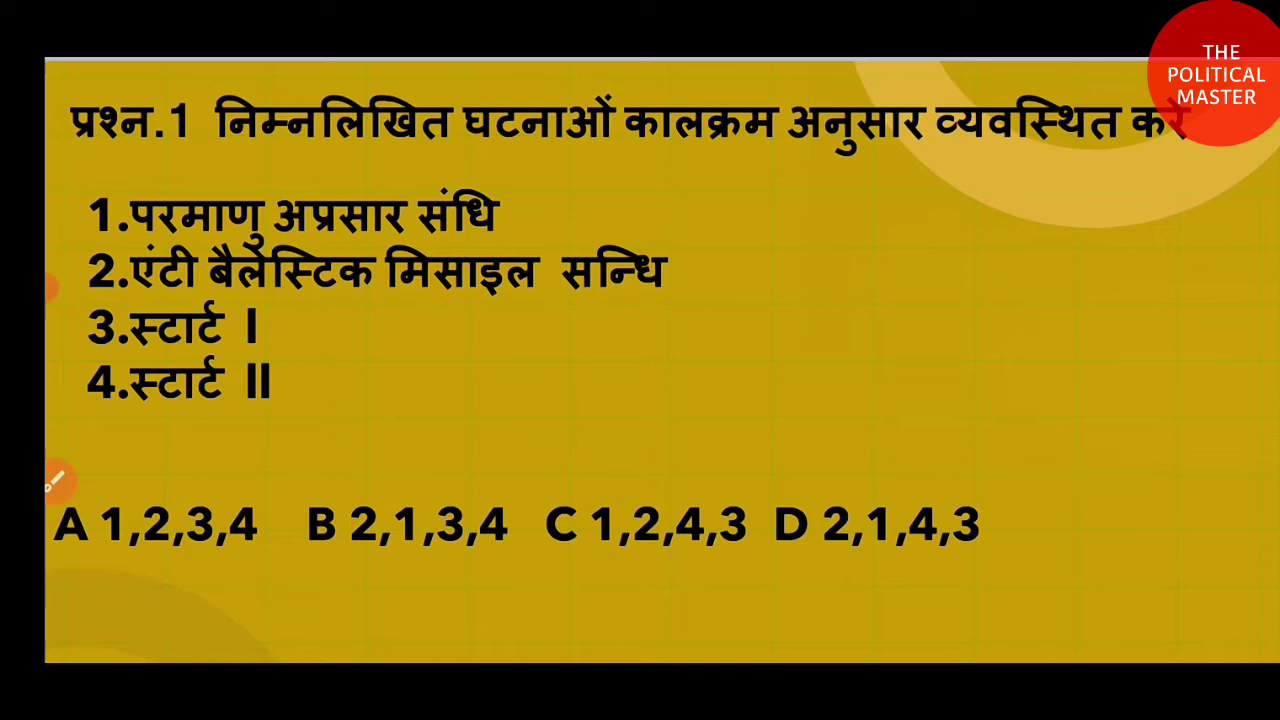 THE
POLITICAL
MASTER
प्रश्न.1 निम्नलिखित घटनाओं कालक्रम अनुसार व्यवस्थित करे
1.परमाणु अप्रसार संधि
2.एंटी बैलेस्टिक मिसाइल सन्धि
3.स्टार्ट I
4.स्टार्ट II
A 1,2,3,4 B 2,1,3,4 C 1,2,4,3 D 2,1,4,3